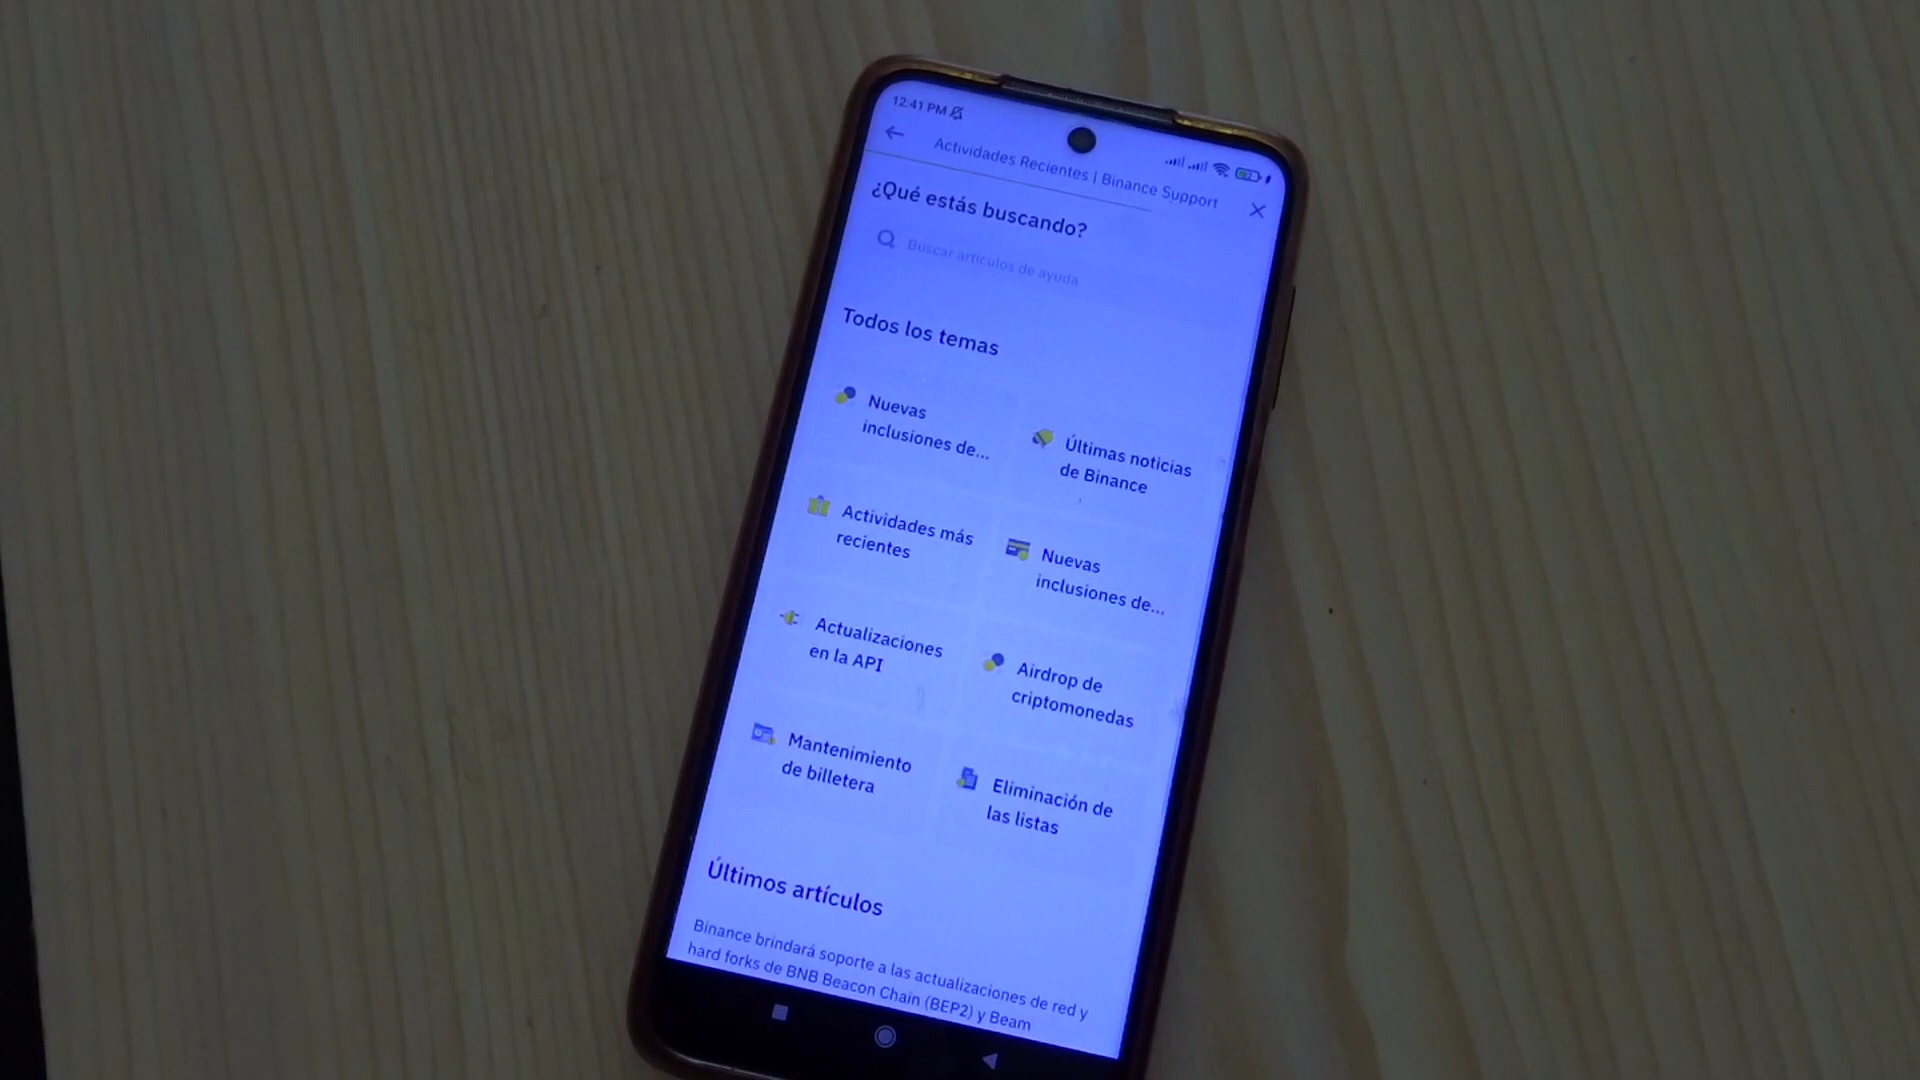 12:41 PM
Actividades Recientes | Binance Support
¿Qué estás buscando?
Buscar artículos de ayuda
Todos los temas
Nuevas
inclusiones de...
Últimas noticias
de Binance
Actividades más
recientes
Nuevas
inclusiones de...
Actualizaciones
en la API
Airdrop de
criptomonedas
Mantenimiento
de billetera
Eliminación de
las listas
Últimos artículos
Binance brindará soporte a las actualizaciones de red y
hard forks de BNB Beacon Chain (BEP2) y Beam